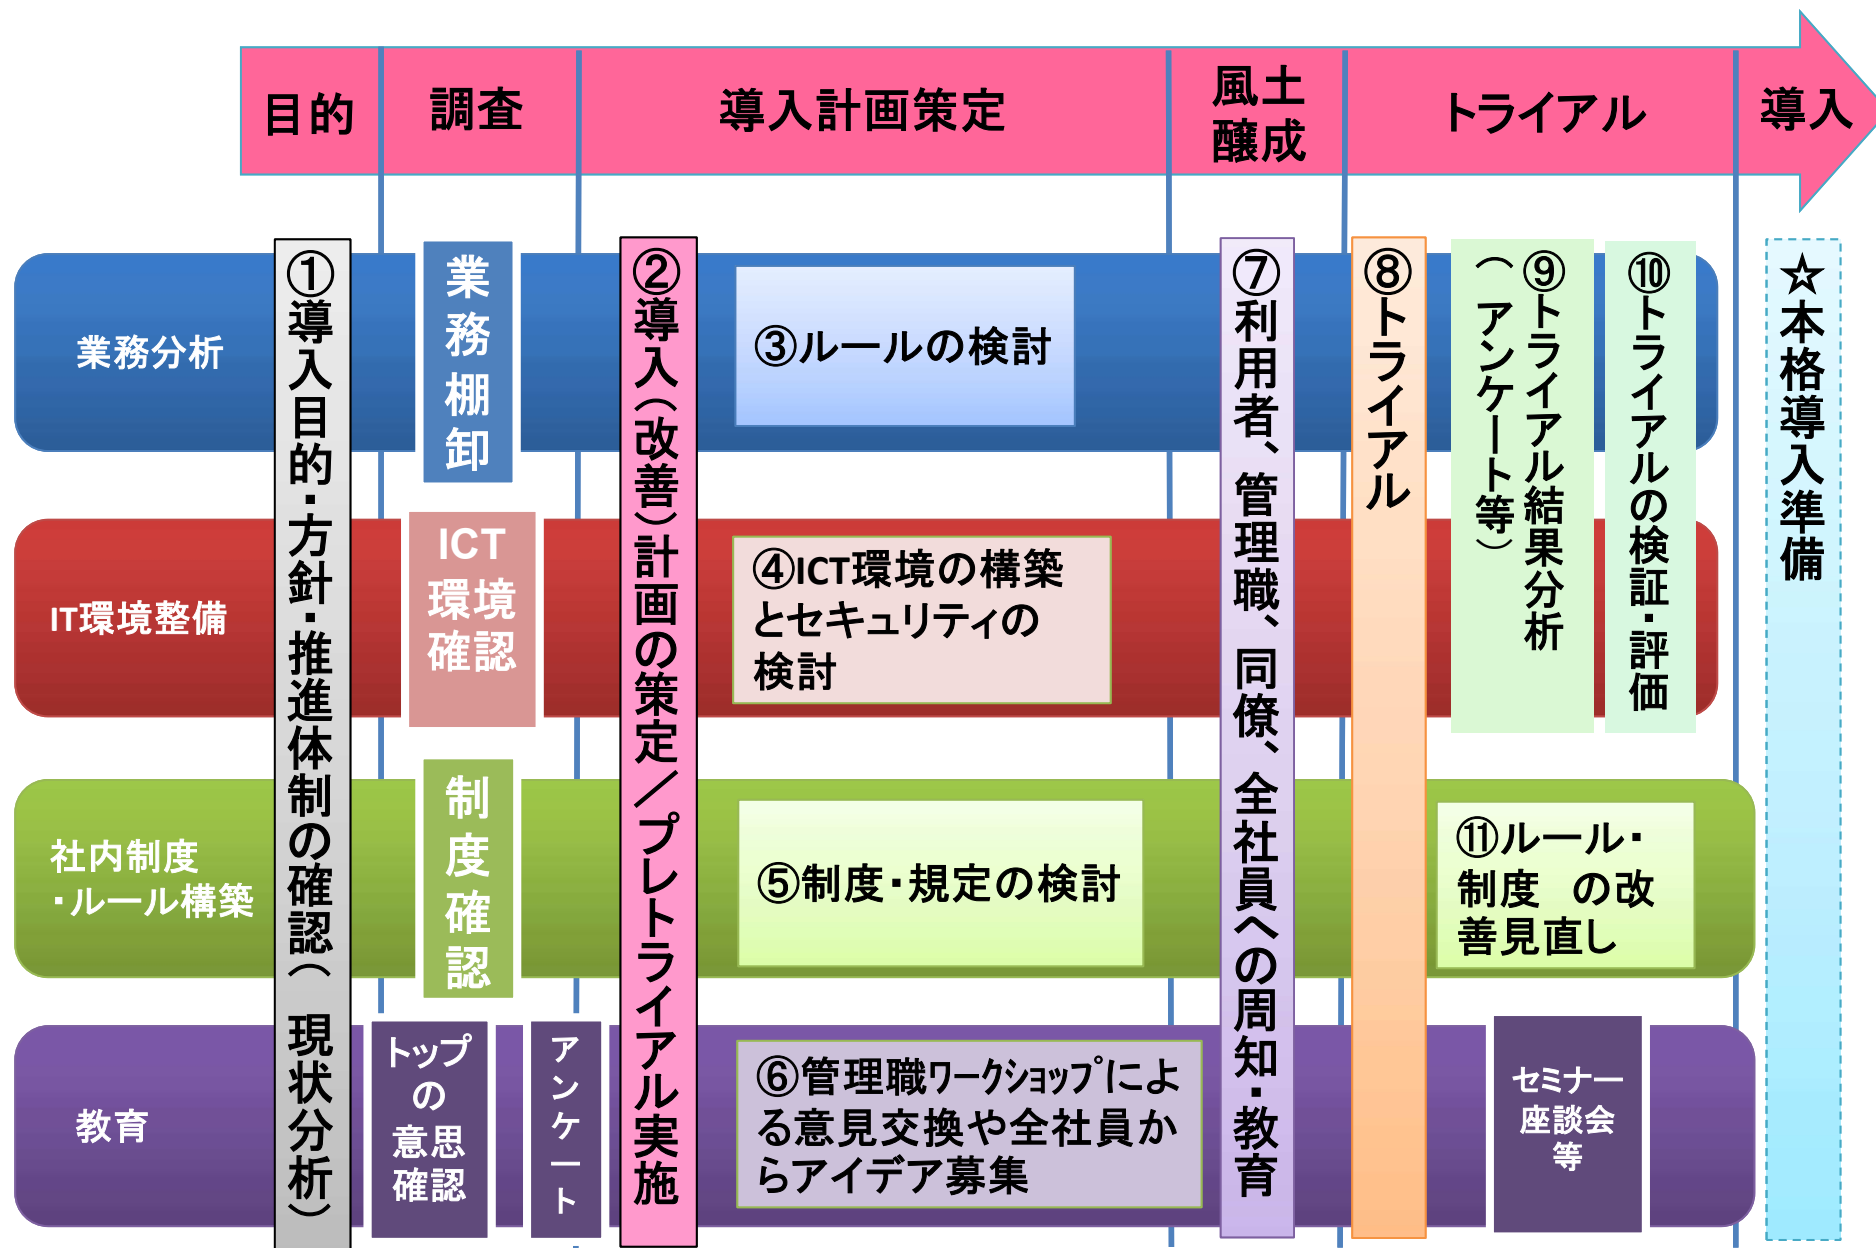 目的
調査
導入計画策定
風土
醸成
トライアル
導入
業務分析
IT環境整備
社内制度
・ルール構築
教育
①導入目的・方針・推進体制の確認（　現状分析）
業務棚卸
ICT
環境
確認
制度確認
トップ
の
意思
確認
アンケート
②導入（改善）計画の策定／プレトライアル実施
③ルールの検討
④ICT環境の構築
とセキュリティの
検討
⑤制度・規定の検討
⑥管理職ワークショップによ
る意見交換や全社員か
らアイデア募集
⑦利用者、管理職、同僚、全社員への周知・教育
⑧トライアル
⑨トライアル結果分析
（　アンケート等）
⑩トライアルの検証・評価
⑪ルール・
制度　の改
善見直し
セミナー
座談会
等
☆本格導入準備